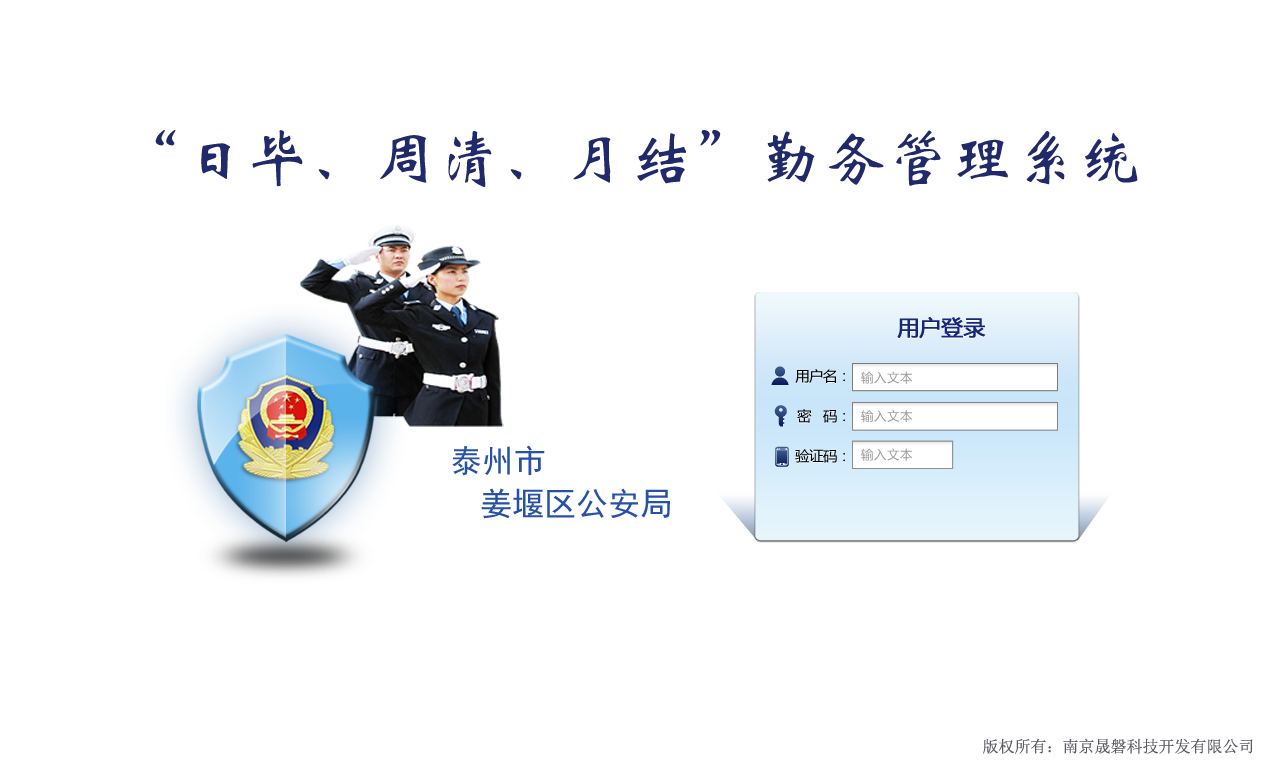 “日毕、周清、月结”勤务管理系统
泰州市
姜堰区公安局
用户登录
用户名：输入文本
密 码：输入文本
验证码：输入文本
版权所有：南京晟磐科技开发有限公司